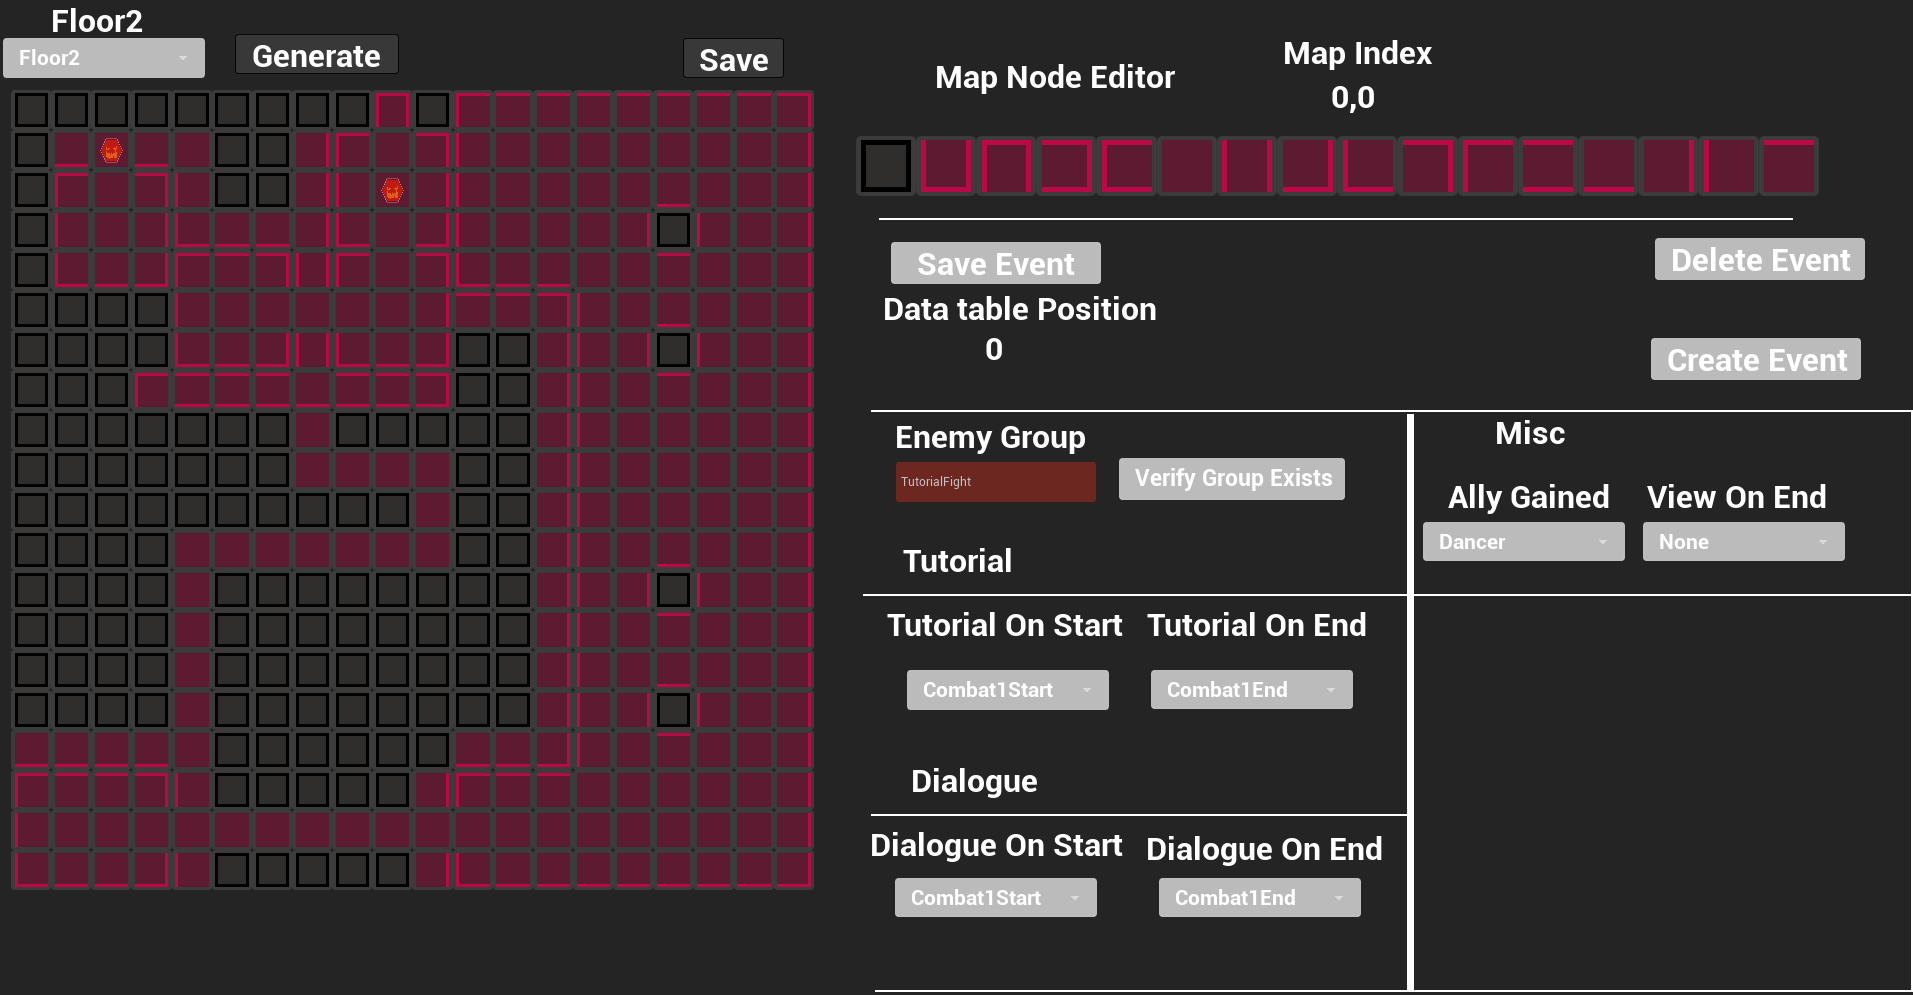 Floor2
Floor2
Generate
Save
Map Node Editor
Map Index
0,0
Save Event
Delete Event
Data table Position
0
Create Event
Enemy Group
TutorialFight
Verify Group Exists
Misc
Ally Gained
View On End
Dancer
None
Tutorial
Tutorial On Start
Tutorial On End
Combat1Start
Combat1End
Dialogue
Dialogue On Start
Dialogue On End
Combat1Start
Combat1End